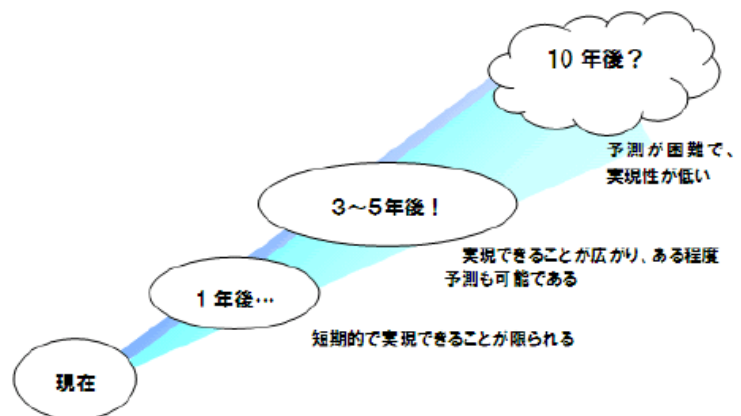 10 年後？
予測が困難で、
実現性が低い
３～５年後！
実現できることが広がり、ある程度
予測も可能である
１年後…
短期的で実現できることが限られる
現在